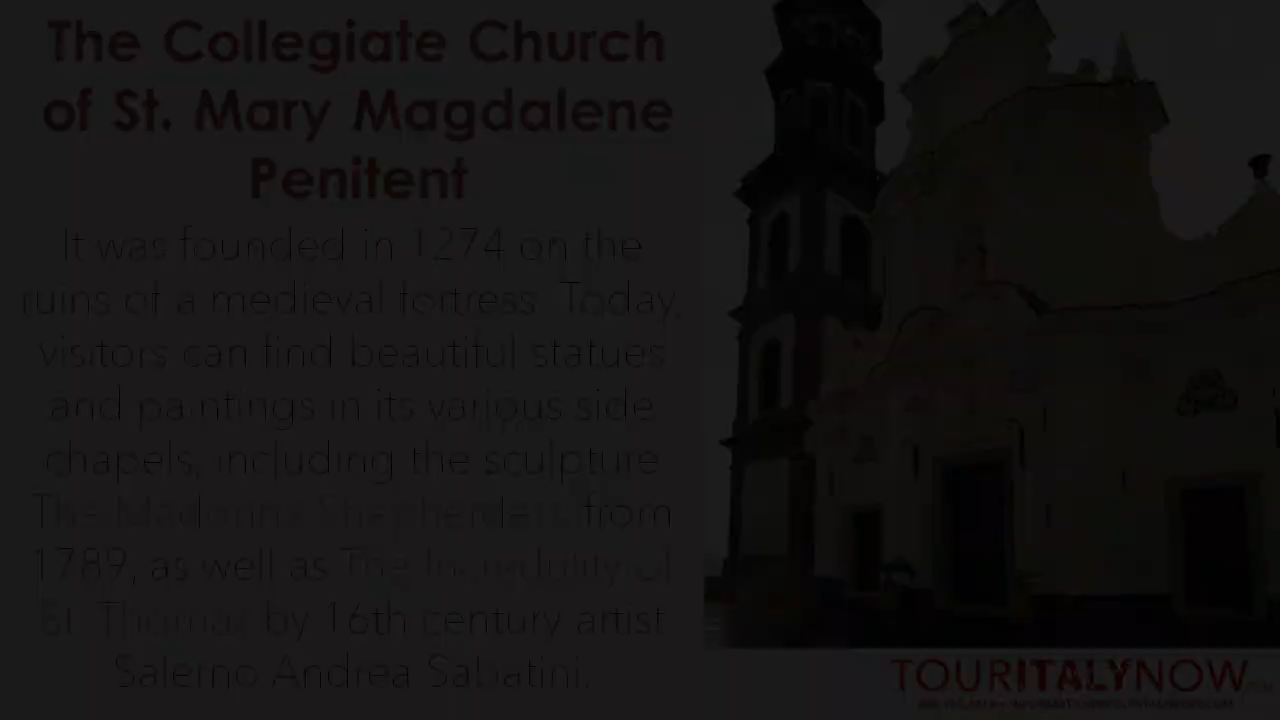 The Collegiate Church
of St. Mary Magdalene
Penitent
It was founded in 1274 on the
ruins of a medieval fortress. Today,
visitors can find beautiful statues
and paintings in its various side
chapels, including the sculpture
The Madonna Shepherdess from
1789, as well as The Incredulity of
St. Thomas by 16th century artist
Salerno Andrea Sabatini.
TOURITALYNOW